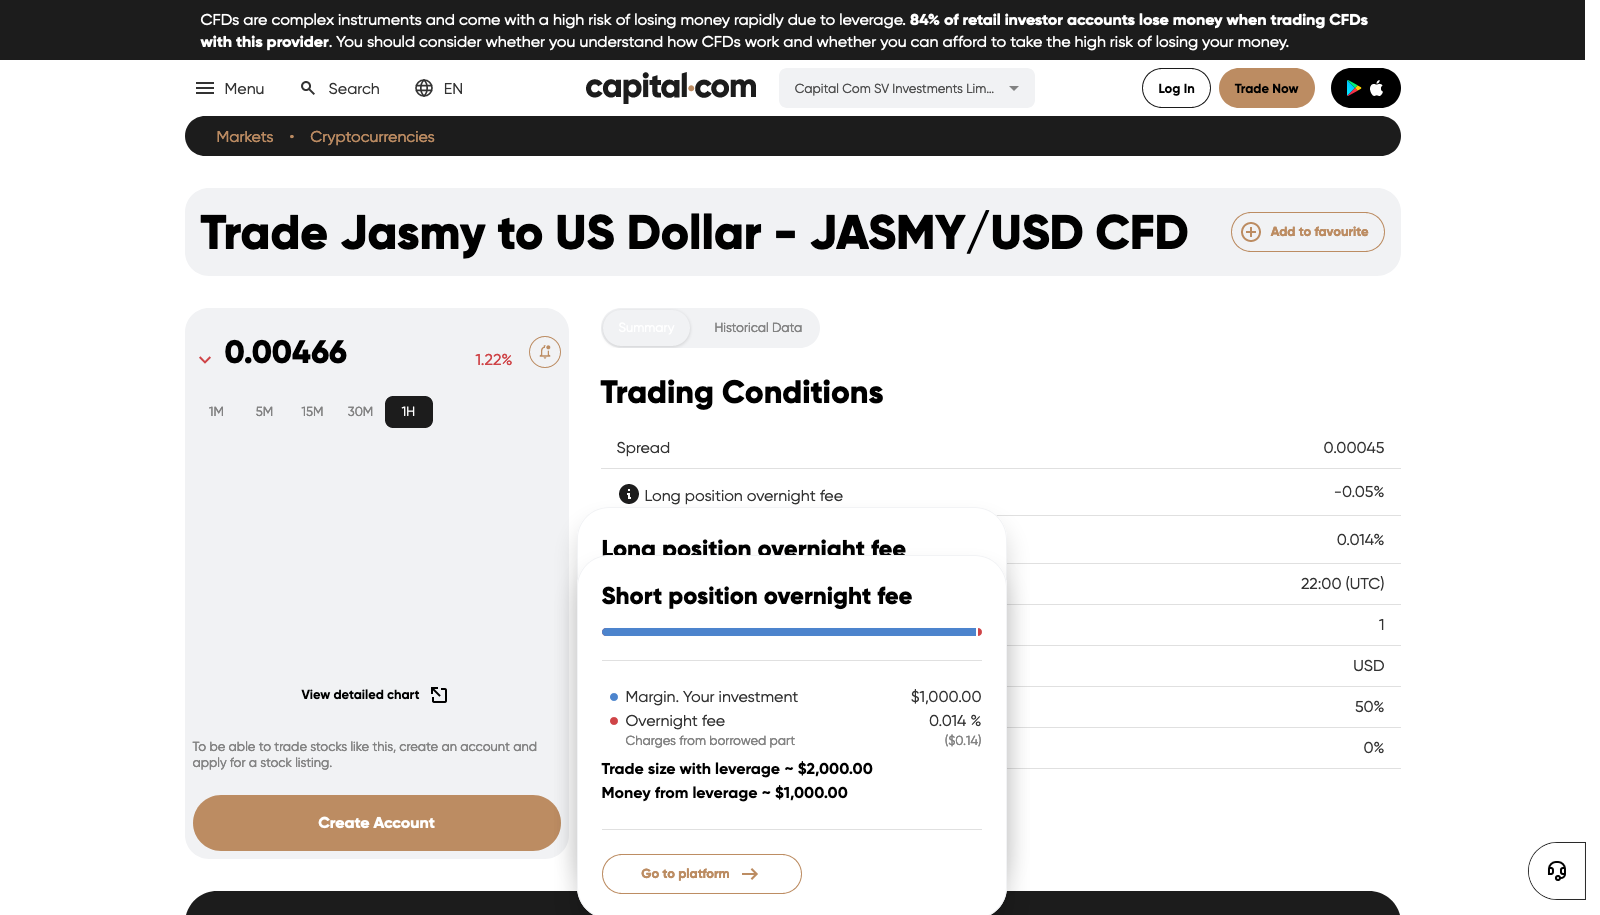 CFDs are complex instruments and come with a high risk of losing money rapidly due to leverage. 84% of retail investor accounts lose money when trading CFDs
with this provider. You should consider whether you understand how CFDs work and whether you can afford to take the high risk of losing your money.
Menu Search EN capital.com Capital Com SV Investments Lim... Log In Trade Now
Markets • Cryptocurrencies
Trade Jasmy to US Dollar - JASMY/USD CFD Add to favourite
0.00466 1.22%
1M 5M 15M 30M 1H
View detailed chart
To be able to trade stocks like this, create an account and
apply for a stock listing.
Create Account
Summary Historical Data
Trading Conditions
Spread 0.00045
Long position overnight fee -0.05%
0.014%
22:00 (UTC)
1
USD
50%
0%
Long position overnight fee
Short position overnight fee
Margin. Your investment $1,000.00
Overnight fee 0.014 %
Charges from borrowed part ($0.14)
Trade size with leverage ~ $2,000.00
Money from leverage ~ $1,000.00
Go to platform